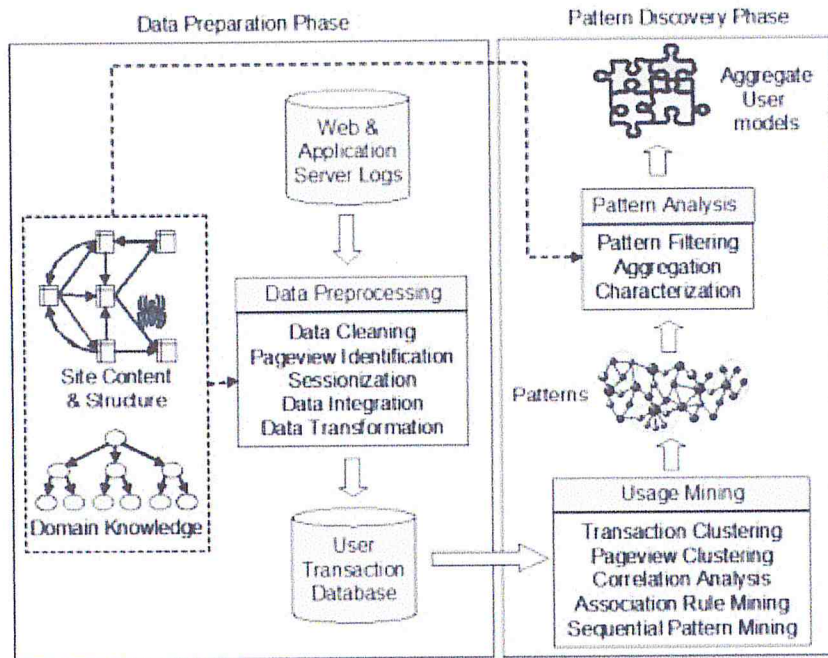 Data Preparation Phase
Pattern Discovery Phase
Web &
Application
Server Logs
Site Content
& Structure
Domain Knowledge
Data Preprocessing
Data Cleaning
Pageview Identification
Sessionization
Data Integration
Data Transformation
User
Transaction
Database
Aggregate
User
models
Pattern Analysis
Pattern Filtering
Aggregation
Characterization
Patterns
Usage Mining
Transaction Clustering
Pageview Clustering
Correlation Analysis
Association Rule Mining
Sequential Pattern Mining